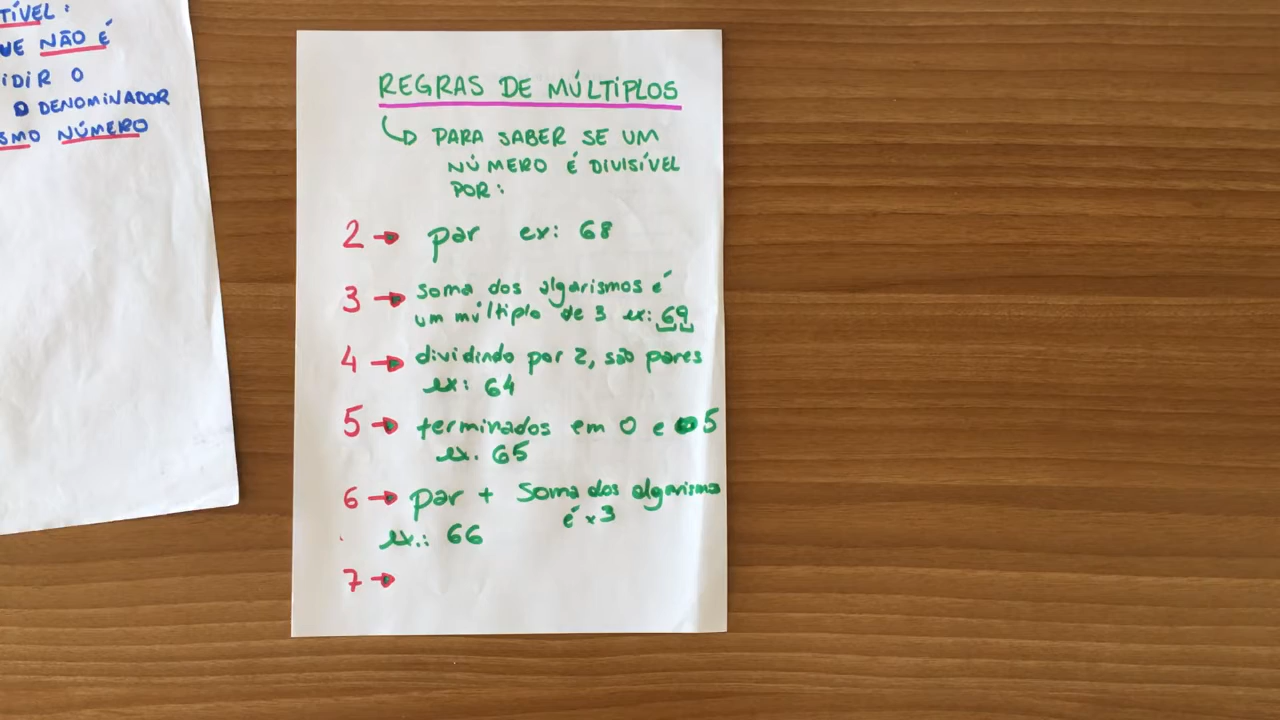 TÍVEL:
UE NÃO É
IDIR O
O DENOMINADOR
SMO NÚMERO
REGRAS DE MÚLTIPLOS
PARA SABER SE UM
NÚMERO É DIVISÍVEL
POR:
2 → par ex: 68
3 → soma dos algarismos é
um múltiplo de 3 ex: 69
4 → dividindo por 2, são pares
ex: 64
5 → terminados em 0 e 5
ex. 65
6 → par + Soma dos algarismo
é x3
ex.: 66
7 →